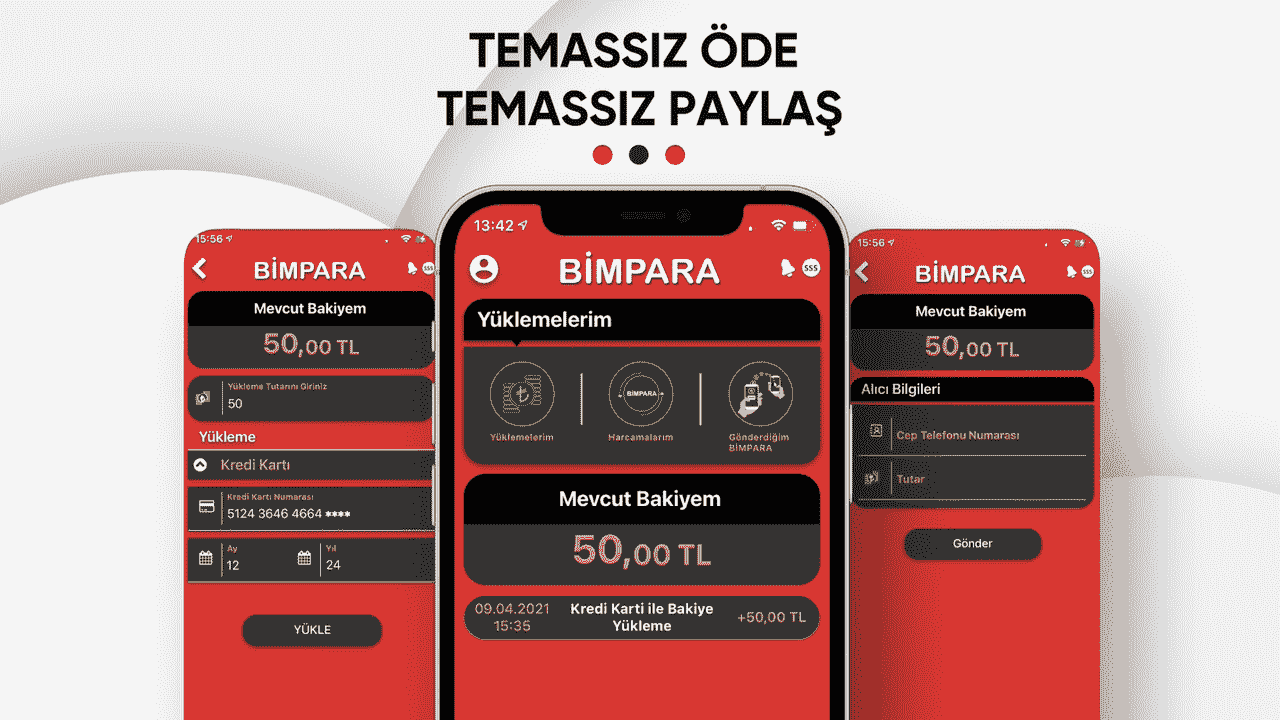 TEMASSIZ ÖDE
TEMASSIZ PAYLAŞ
15:56
BİMPARA
SSS
Mevcut Bakiyem
50,00 TL
Yükleme Tutarını Giriniz
50
Yükleme
Kredi Kartı
Kredi Kartı Numarası
5124 3646 4664 ****
Ay
12
Yıl
24
YÜKLE
13:42
BİMPARA
SSS
Yüklemelerim
BİMPARA
Yüklemelerim
Harcamalarım
Gönderdiğim
BİMPARA
Mevcut Bakiyem
50,00 TL
09.04.2021
15:35
Kredi Karti ile Bakiye
Yükleme
+50,00 TL
15:56
BİMPARA
SSS
Mevcut Bakiyem
50,00 TL
Alıcı Bilgileri
Cep Telefonu Numarası
Tutar
Gönder